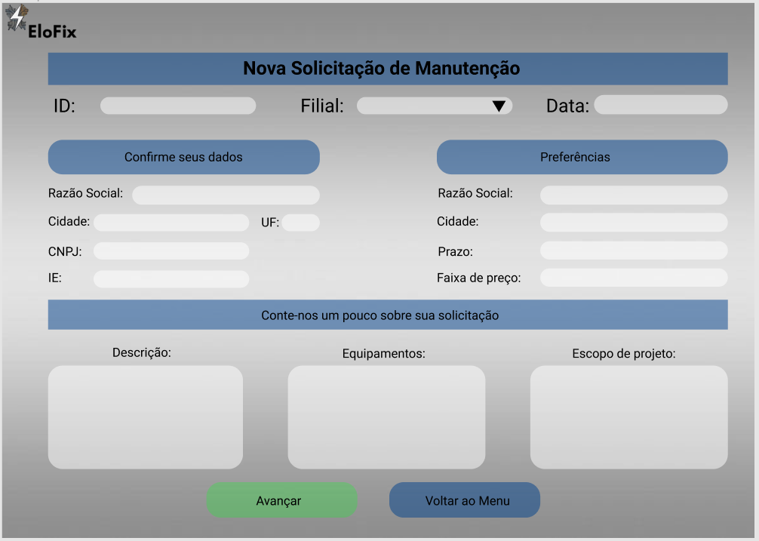 EloFix
Nova Solicitação de Manutenção
ID:
Filial:
Data:
Confirme seus dados
Razão Social:
Cidade:
UF:
CNPJ:
IE:
Preferências
Razão Social:
Cidade:
Prazo:
Faixa de preço:
Conte-nos um pouco sobre sua solicitação
Descrição:
Equipamentos:
Escopo de projeto:
Avançar
Voltar ao Menu